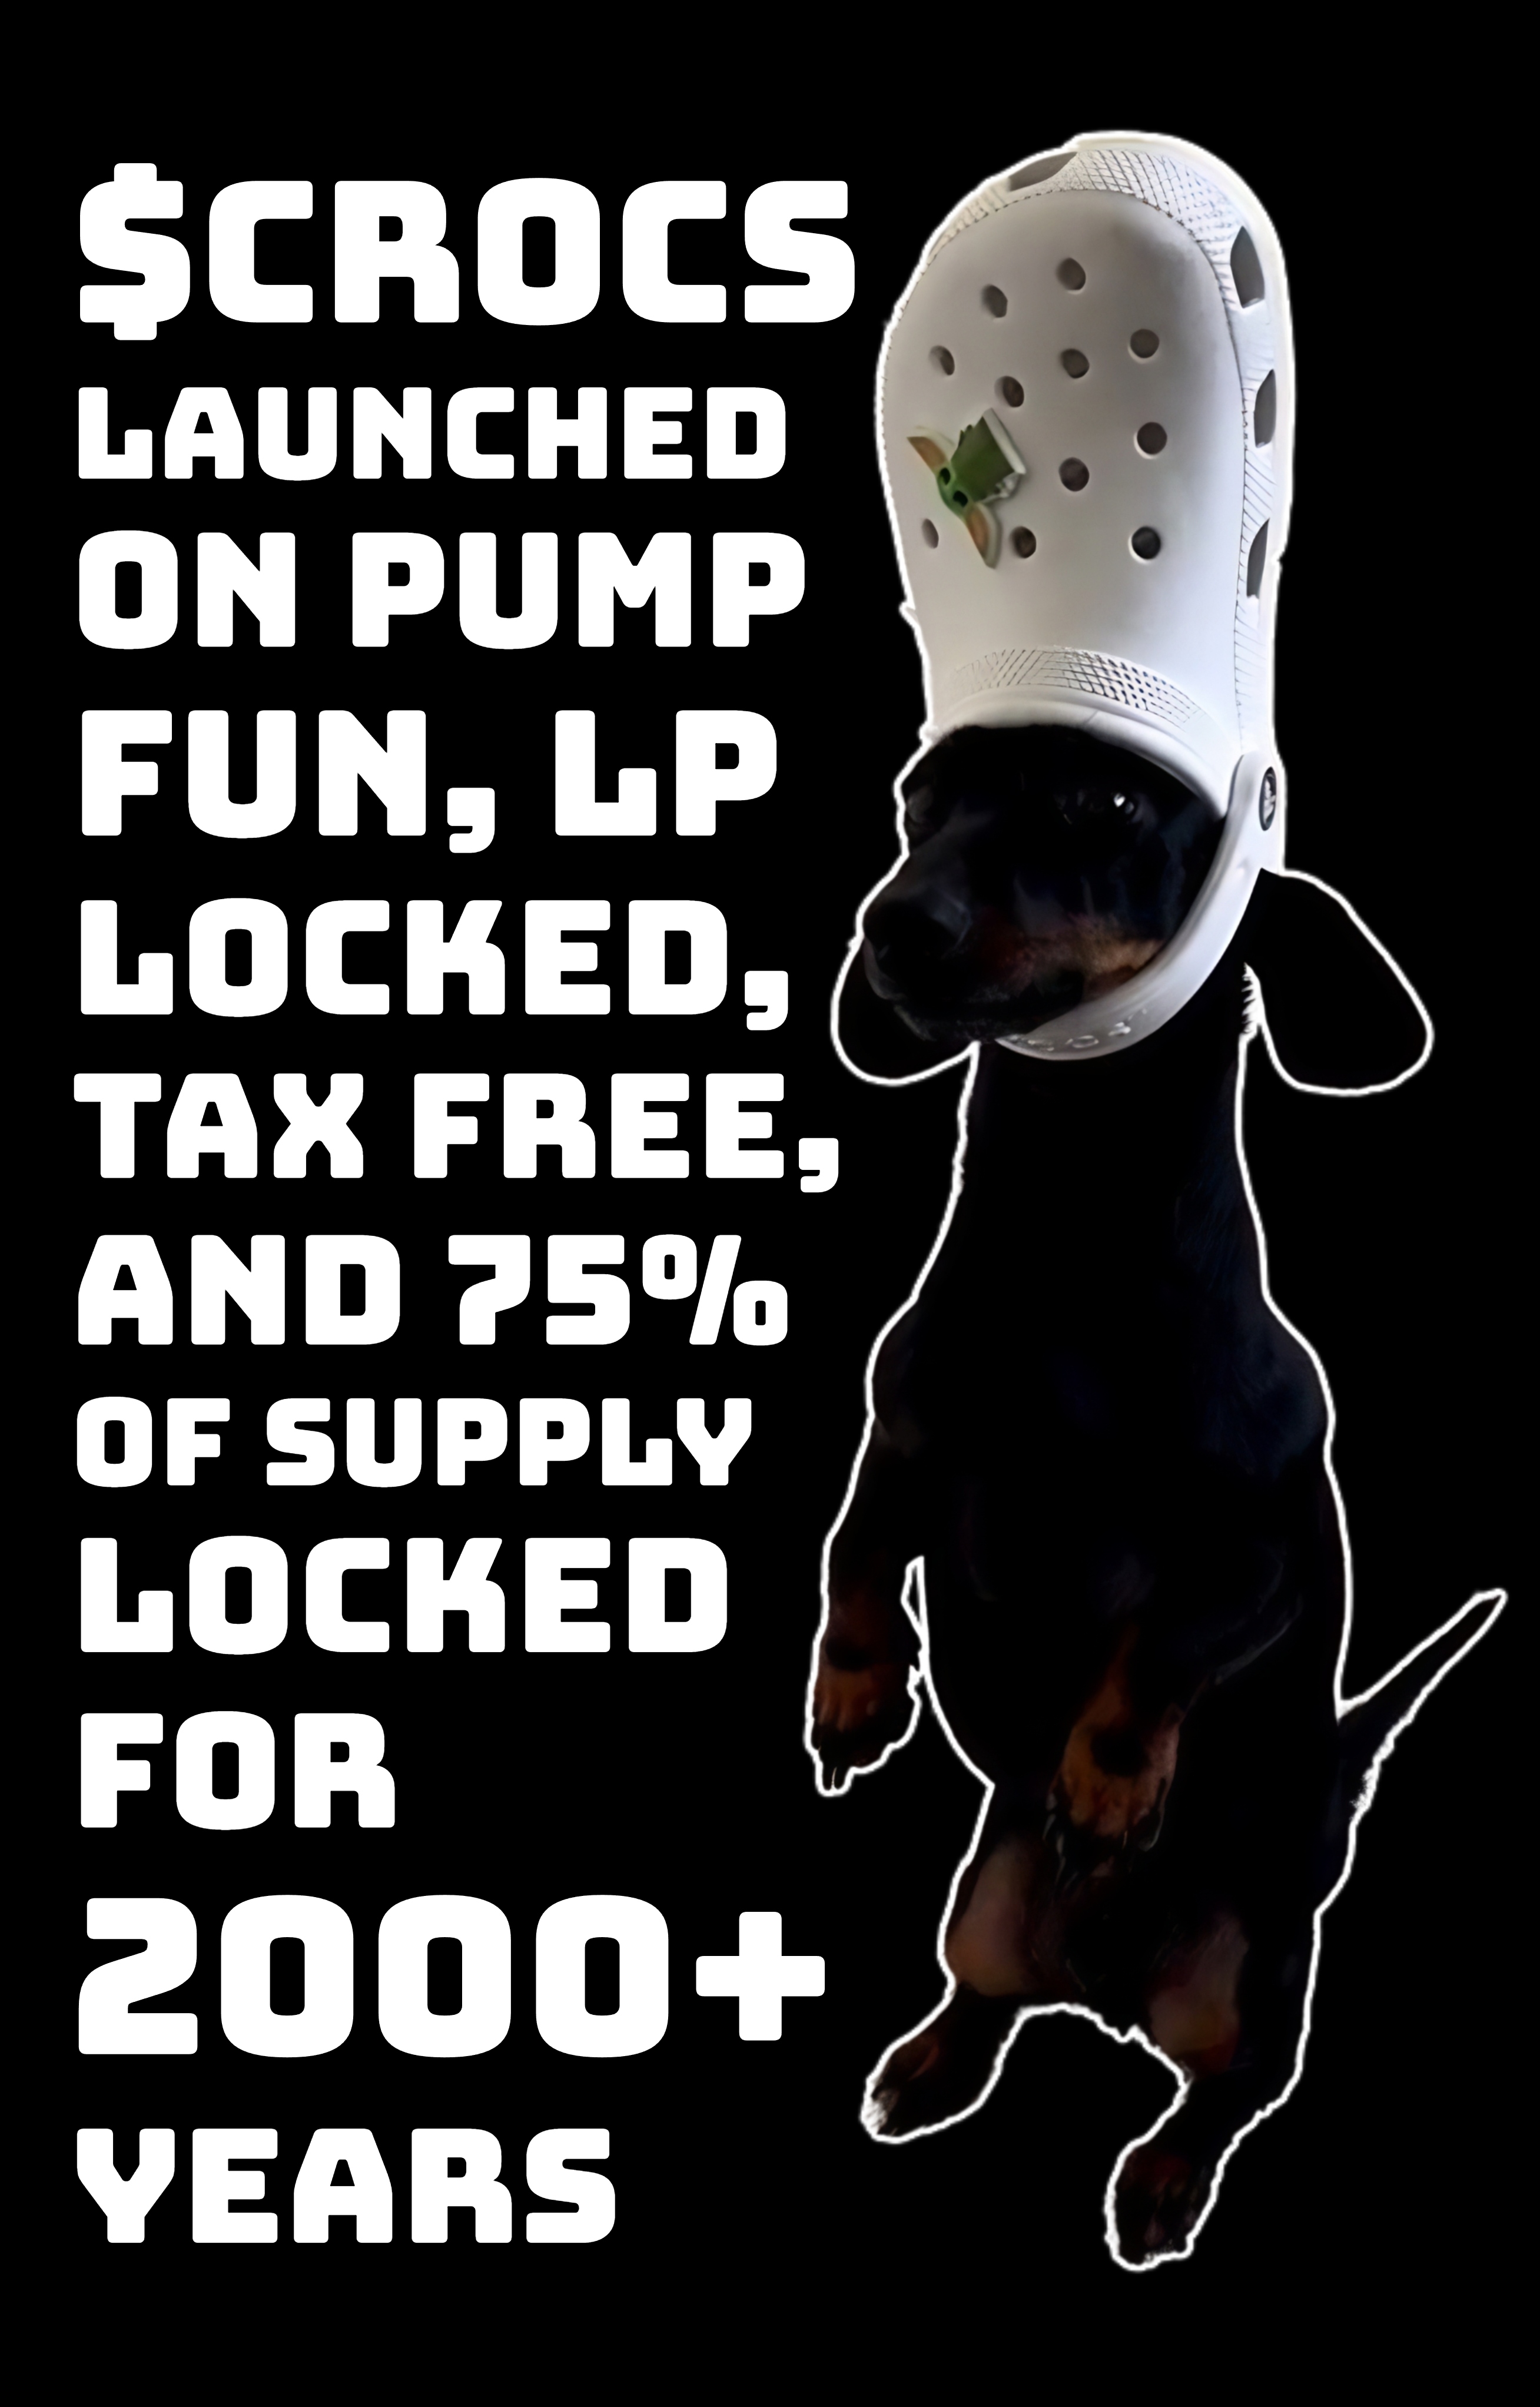 $CROCS
LAUNCHED
ON PUMP
FUN, LP
LOCKED,
TAX FREE,
AND 75%
OF SUPPLY
LOCKED
FOR
2000+
YEARS